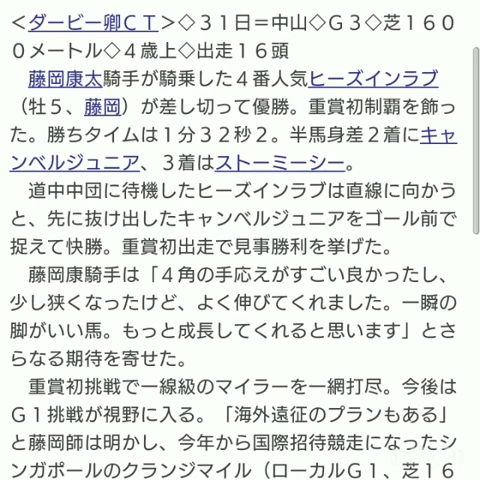 ＜ダービー卿ＣＴ＞◇３１日＝中山◇Ｇ３◇芝１６０
０メートル◇４歳上◇出走１６頭
藤岡康太騎手が騎乗した４番人気ヒーズインラブ
（牡５、藤岡）が差し切って優勝。重賞初制覇を飾っ
た。勝ちタイムは１分３２秒２。半馬身差２着にキャ
ンベルジュニア、３着はストーミーシー。
道中中団に待機したヒーズインラブは直線に向かう
と、先に抜け出したキャンベルジュニアをゴール前で
捉えて快勝。重賞初出走で見事勝利を挙げた。
藤岡康騎手は「４角の手応えがすごい良かったし、
少し狭くなったけど、よく伸びてくれました。一瞬の
脚がいい馬。もっと成長してくれると思います」とさ
らなる期待を寄せた。
重賞初挑戦で一線級のマイラーを一網打尽。今後は
Ｇ１挑戦が視野に入る。「海外遠征のプランもある」
と藤岡師は明かし、今年から国際招待競走になったシ
ンガポールのクランジマイル（ローカルＧ１、芝１６